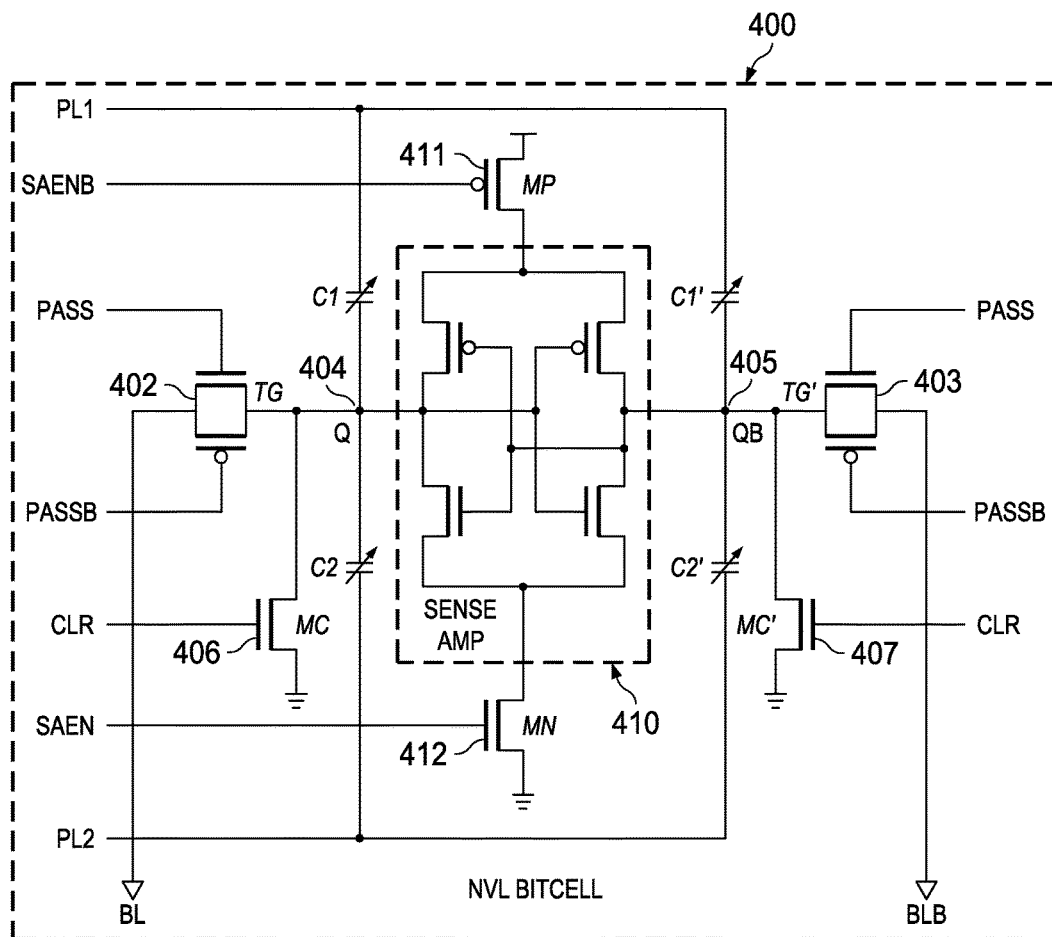 400
PL1
411
SAENB
MP
C1
C1'
PASS
PASS
402
TG
404
405
TG'
403
Q
QB
PASSB
PASSB
C2
C2'
SENSE
AMP
CLR
MC
MC'
CLR
406
407
SAEN
MN
410
412
PL2
NVL BITCELL
BL
BLB